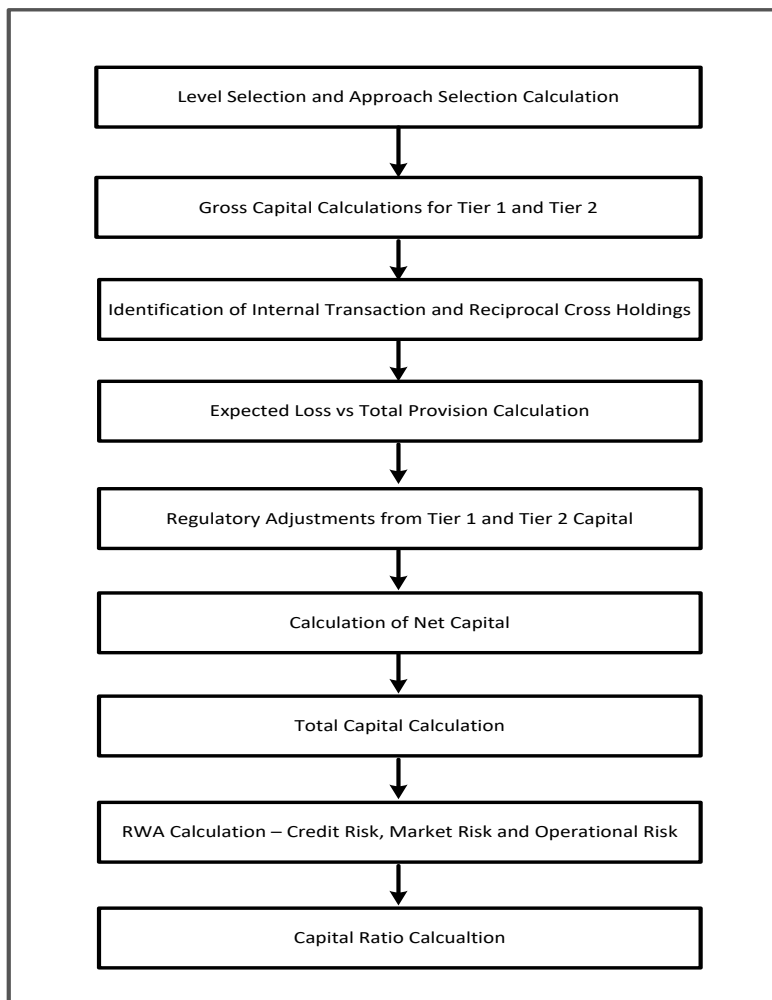 Level Selection and Approach Selection Calculation
Gross Capital Calculations for Tier 1 and Tier 2
Identification of Internal Transaction and Reciprocal Cross Holdings
Expected Loss vs Total Provision Calculation
Regulatory Adjustments from Tier 1 and Tier 2 Capital
Calculation of Net Capital
Total Capital Calculation
RWA Calculation – Credit Risk, Market Risk and Operational Risk
Capital Ratio Calcualtion